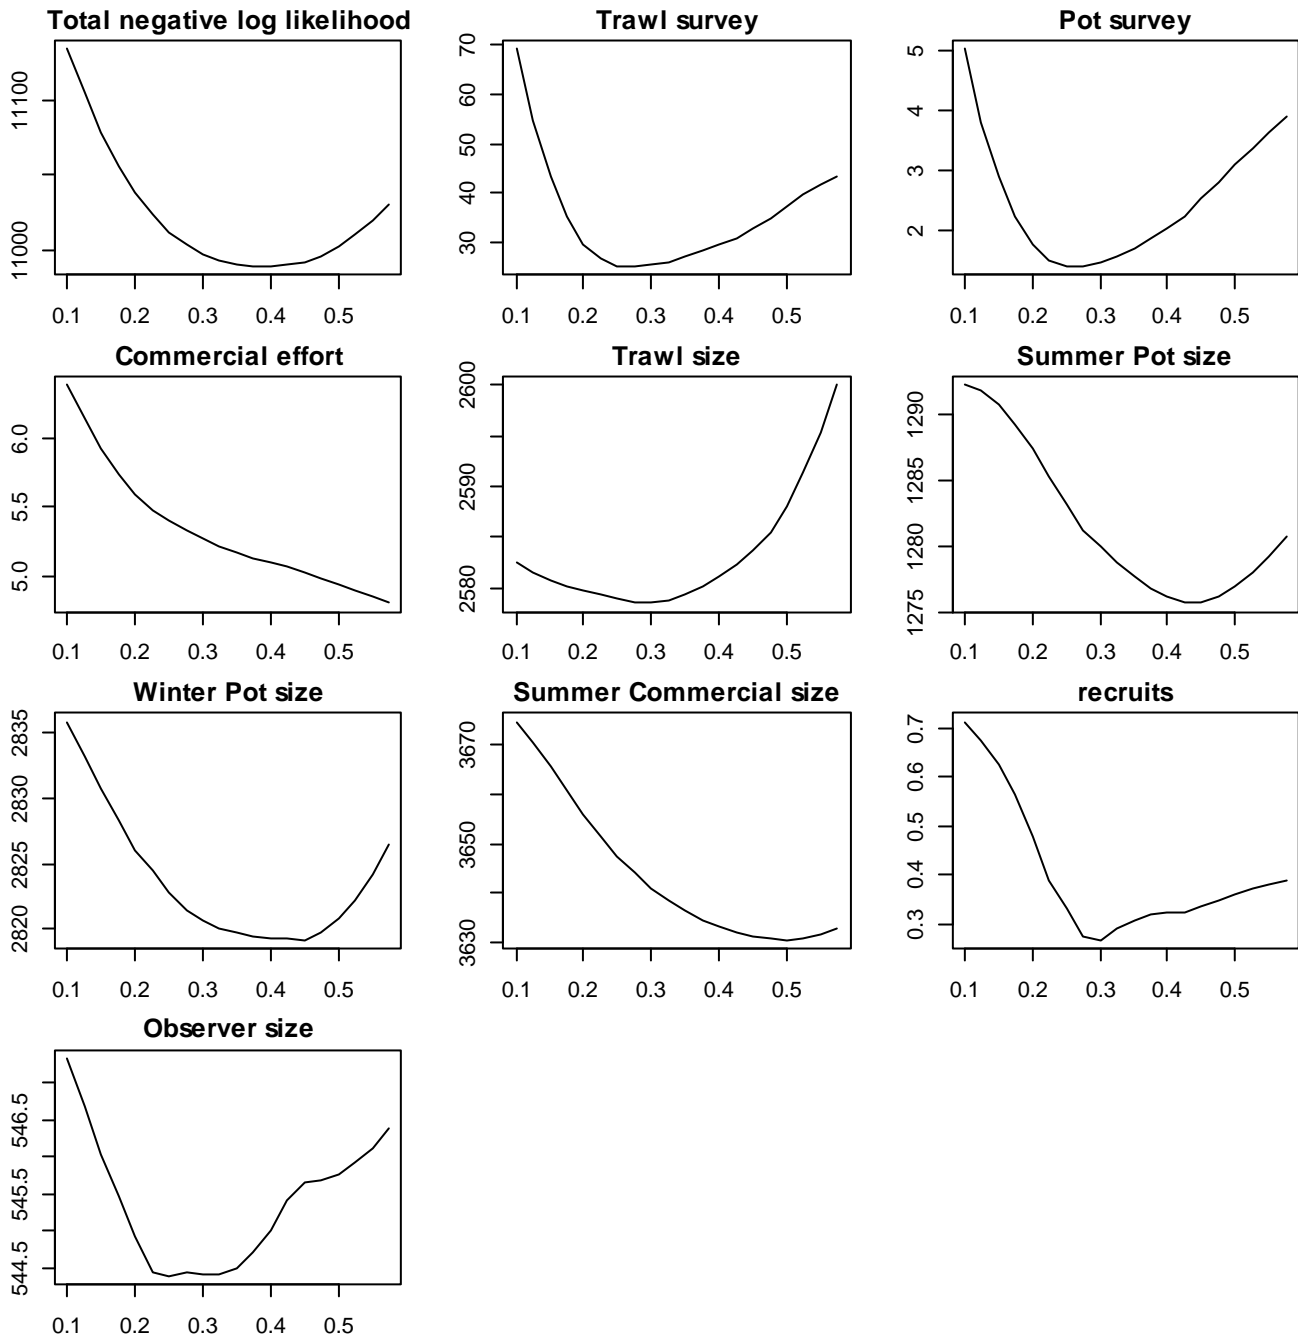 Total negative log likelihood
11100
11000
0.1 0.2 0.3 0.4 0.5
Trawl survey
70
60
50
40
30
0.1 0.2 0.3 0.4 0.5
Pot survey
5
4
3
2
0.1 0.2 0.3 0.4 0.5
Commercial effort
6.0
5.5
5.0
0.1 0.2 0.3 0.4 0.5
Trawl size
2600
2590
2580
0.1 0.2 0.3 0.4 0.5
Summer Pot size
1290
1285
1280
1275
0.1 0.2 0.3 0.4 0.5
Winter Pot size
2835
2830
2825
2820
0.1 0.2 0.3 0.4 0.5
Summer Commercial size
3670
3650
3630
0.1 0.2 0.3 0.4 0.5
recruits
0.7
0.6
0.5
0.4
0.3
0.1 0.2 0.3 0.4 0.5
Observer size
546.5
545.5
544.5
0.1 0.2 0.3 0.4 0.5